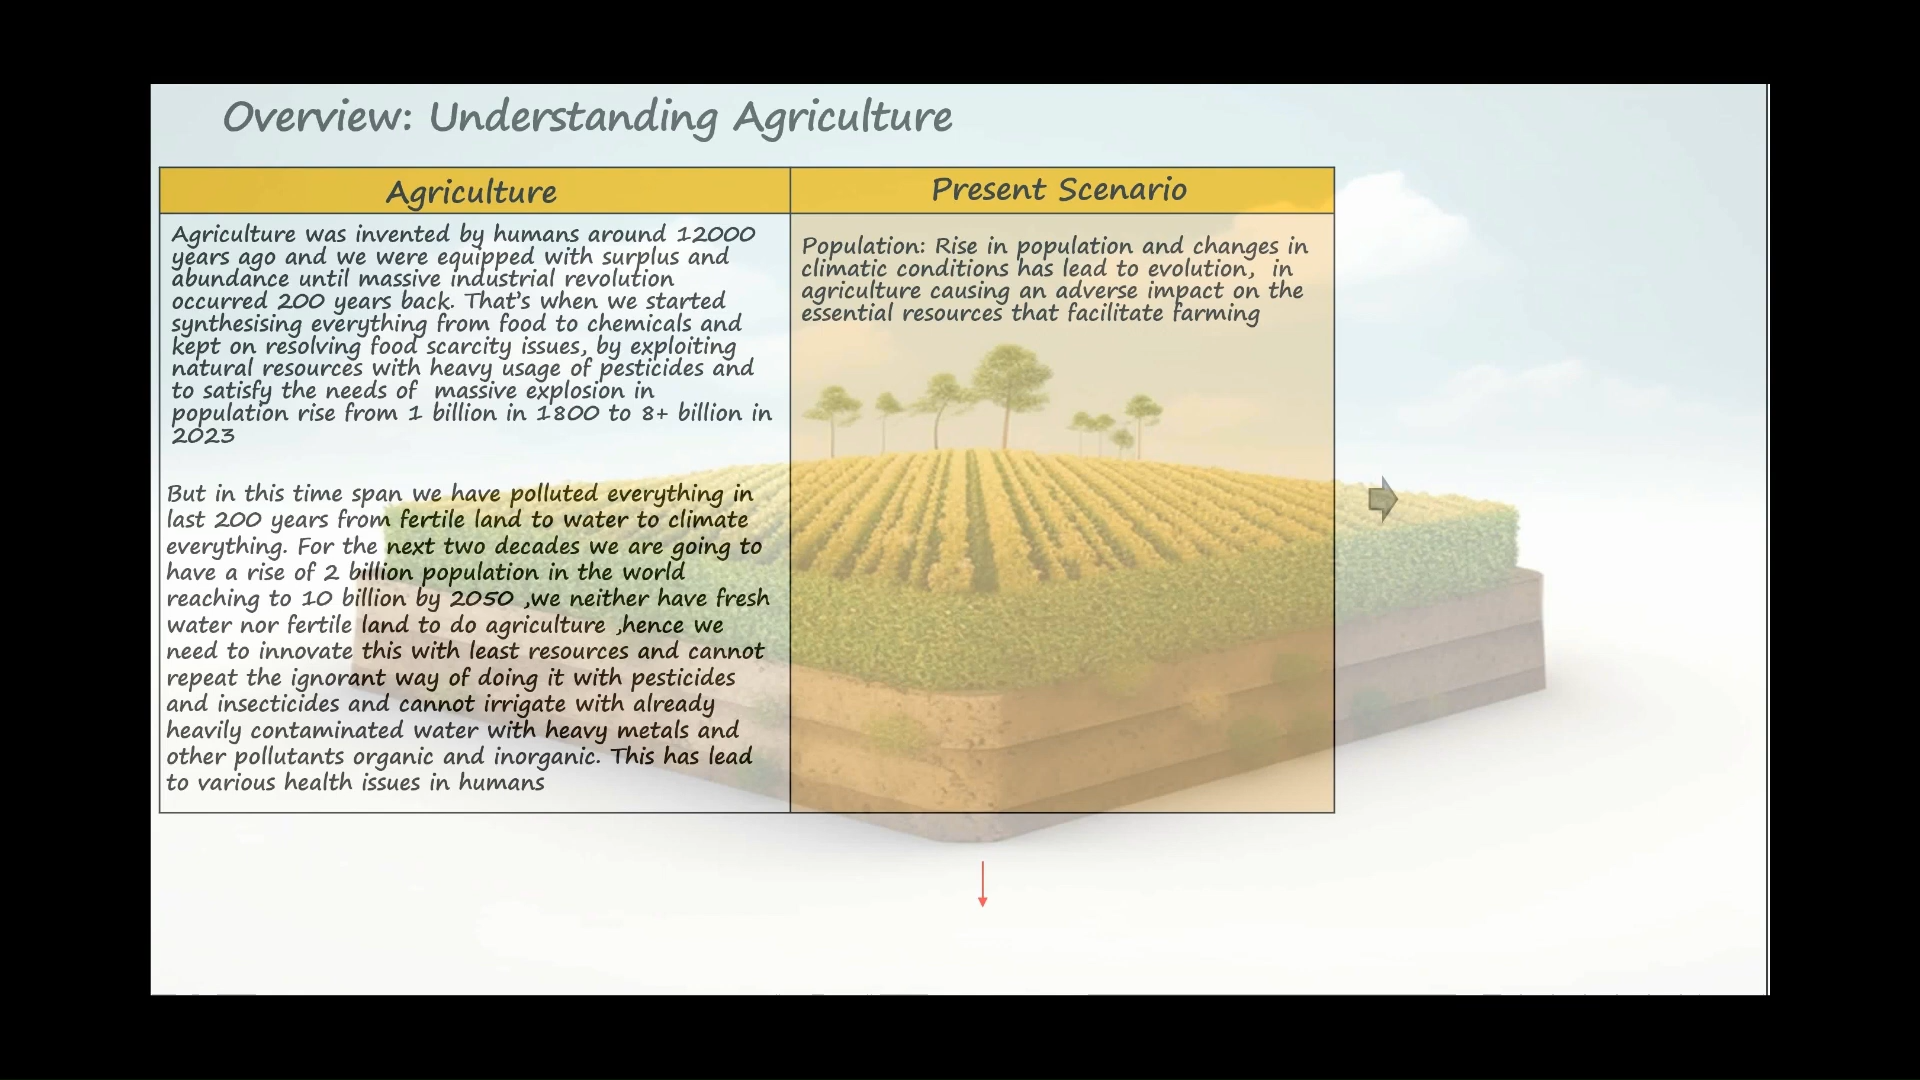 Overview: Understanding Agriculture
Agriculture
Agriculture was invented by humans around 12000
years ago and we were equipped with surplus and
abundance until massive industrial revolution
occurred 200 years back. That's when we started
synthesising everything from food to chemicals and
kept on resolving food scarcity issues, by exploiting
natural resources with heavy usage of pesticides and
to satisfy the needs of  massive explosion in
population rise from 1 billion in 1800 to 8+ billion in
2023
But in this time span we have polluted everything in
last 200 years from fertile land to water to climate
everything. For the next two decades we are going to
have a rise of 2 billion population in the world
reaching to 10 billion by 2050 ,we neither have fresh
water nor fertile land to do agriculture ,hence we
need to innovate this with least resources and cannot
repeat the ignorant way of doing it with pesticides
and insecticides and cannot irrigate with already
heavily contaminated water with heavy metals and
other pollutants organic and inorganic. This has lead
to various health issues in humans
Present Scenario
Population: Rise in population and changes in
climatic conditions has lead to evolution,  in
agriculture causing an adverse impact on the
essential resources that facilitate farming